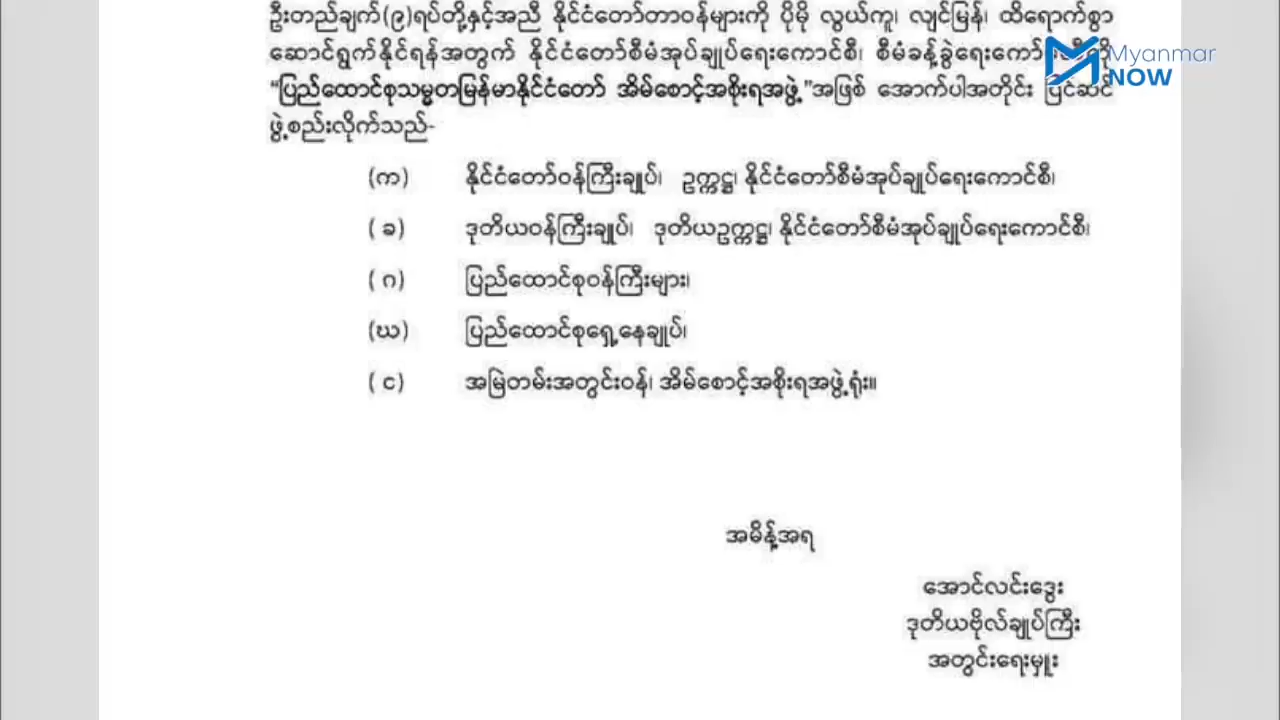 ဦးတည်ချက်(၉)ရပ်တို့နှင့်အညီ နိုင်ငံတော်တာဝန်များကို ပိုမို လွယ်ကူ၊ လျင်မြန်၊ ထိရောက်စွာ
ဆောင်ရွက်နိုင်ရန်အတွက် နိုင်ငံတော်စီမံအုပ်ချုပ်ရေးကောင်စီ၊ စီမံခန့်ခွဲရေးကော်
Myanmar
NOW
“ပြည်ထောင်စုသမ္မတမြန်မာနိုင်ငံတော် အိမ်စောင့်အစိုးရအဖွဲ့”အဖြစ် အောက်ပါအတိုင်း ပြင်ဆင်
ဖွဲ့စည်းလိုက်သည်-
(က) နိုင်ငံတော်ဝန်ကြီးချုပ်၊ ဥက္ကဋ္ဌ၊ နိုင်ငံတော်စီမံအုပ်ချုပ်ရေးကောင်စီ၊
( ခ ) ဒုတိယဝန်ကြီးချုပ်၊ ဒုတိယဥက္ကဋ္ဌ၊ နိုင်ငံတော်စီမံအုပ်ချုပ်ရေးကောင်စီ၊
( ဂ ) ပြည်ထောင်စုဝန်ကြီးများ၊
(ဃ) ပြည်ထောင်စုရှေ့နေချုပ်၊
( င ) အမြဲတမ်းအတွင်းဝန်၊ အိမ်စောင့်အစိုးရအဖွဲ့ရုံး။
အမိန့်အရ
အောင်လင်းဒွေး
ဒုတိယဗိုလ်ချုပ်ကြီး
အတွင်းရေးမှူး